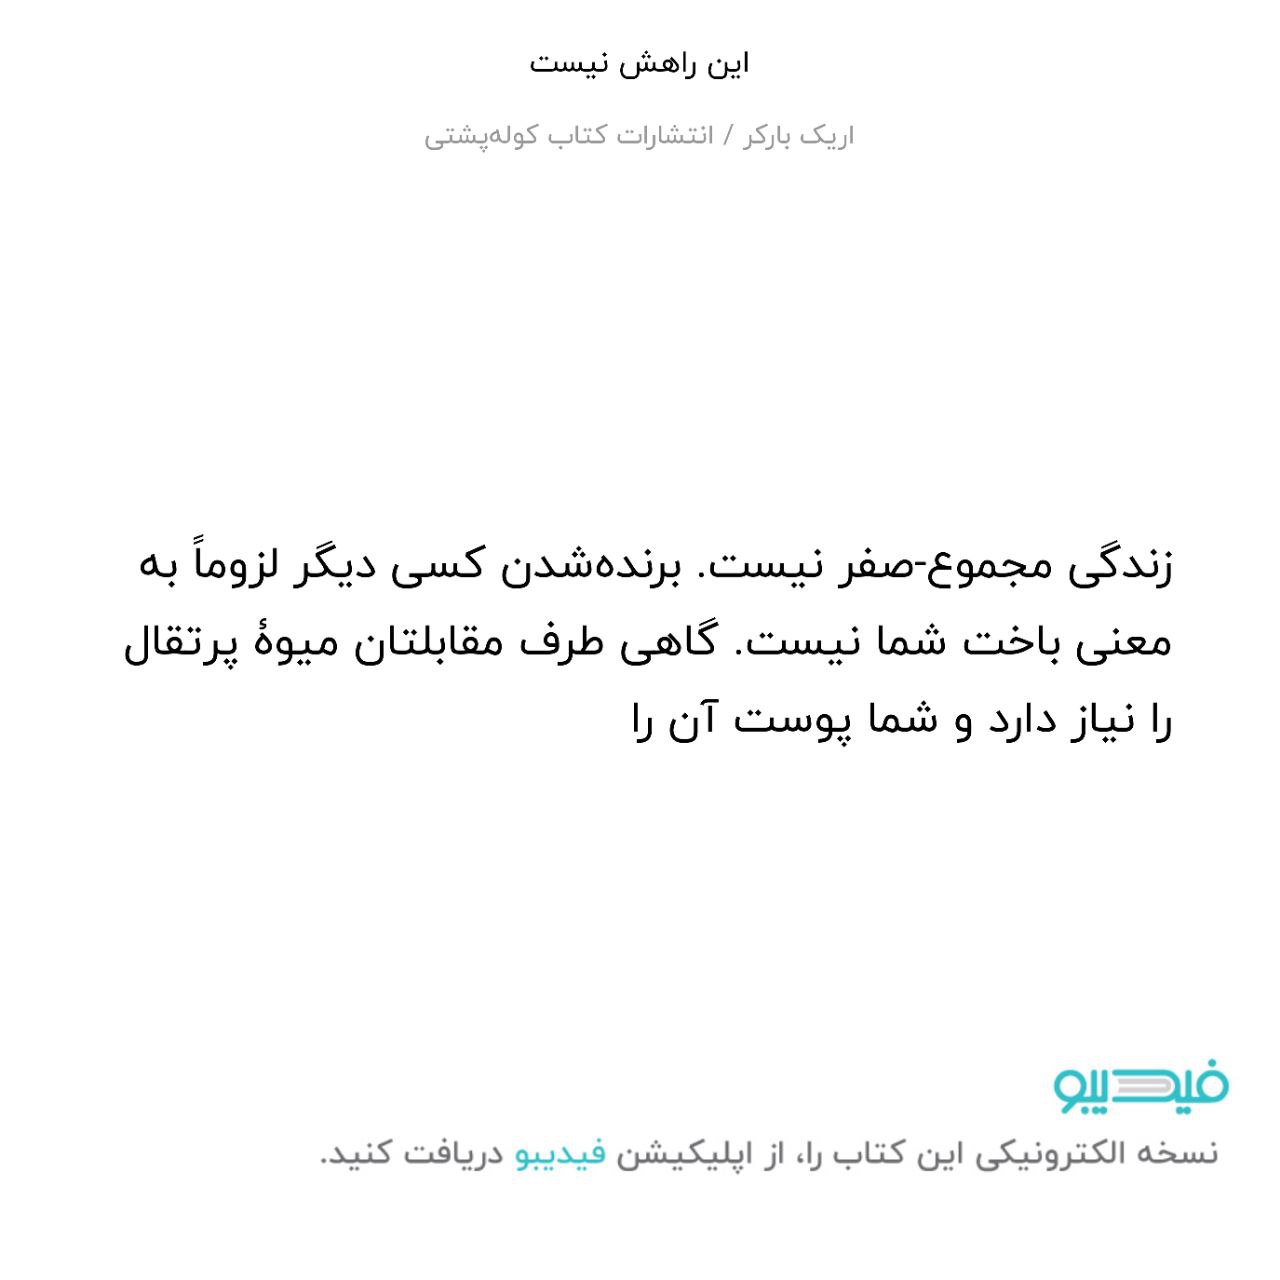 این راهش نیست
اریک بارکر / انتشارات کتاب کوله‌پشتی
زندگی مجموع-صفر نیست. برنده‌شدن کسی دیگر لزوماً به
معنی باخت شما نیست. گاهی طرف مقابلتان میوهٔ پرتقال
را نیاز دارد و شما پوست آن را
فیدیبو
نسخه الکترونیکی این کتاب را، از اپلیکیشن فیدیبو دریافت کنید.